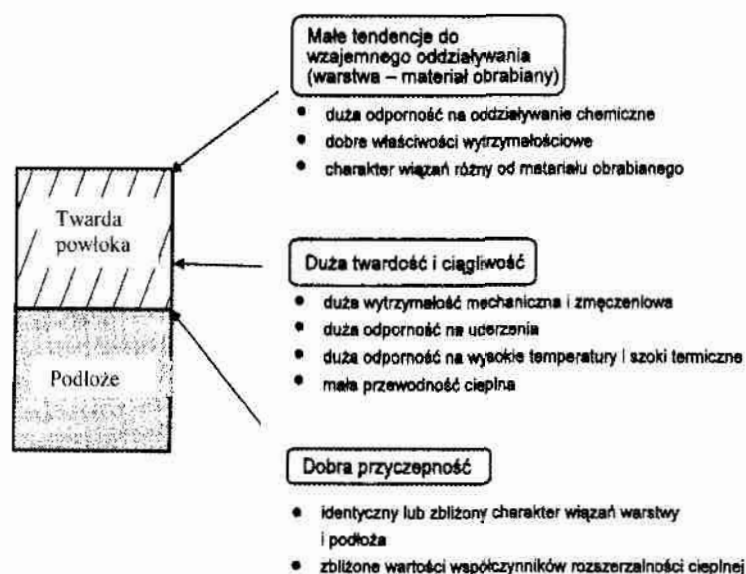 Małe tendencje do
wzajemnego oddziaływania
(warstwa – materiał obrabiany)
• duża odporność na oddziaływanie chemiczne
• dobre właściwości wytrzymałościowe
• charakter wiązań różny od materiału obrabianego
Twarda
powłoka
Duża twardość i ciągliwość
• duża wytrzymałość mechaniczna i zmęczeniowa
• duża odporność na uderzenia
• duża odporność na wysokie temperatury i szoki termiczne
• mała przewodność cieplna
Podłoże
Dobra przyczepność
• identyczny lub zbliżony charakter wiązań warstwy
i podłoża
• zbliżone wartości współczynników rozszerzalności cieplnej